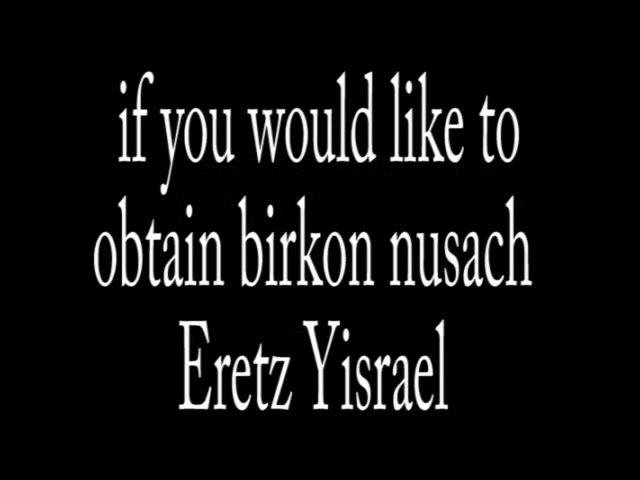 if you would like to
obtain birkon nusach
Eretz Yisrael